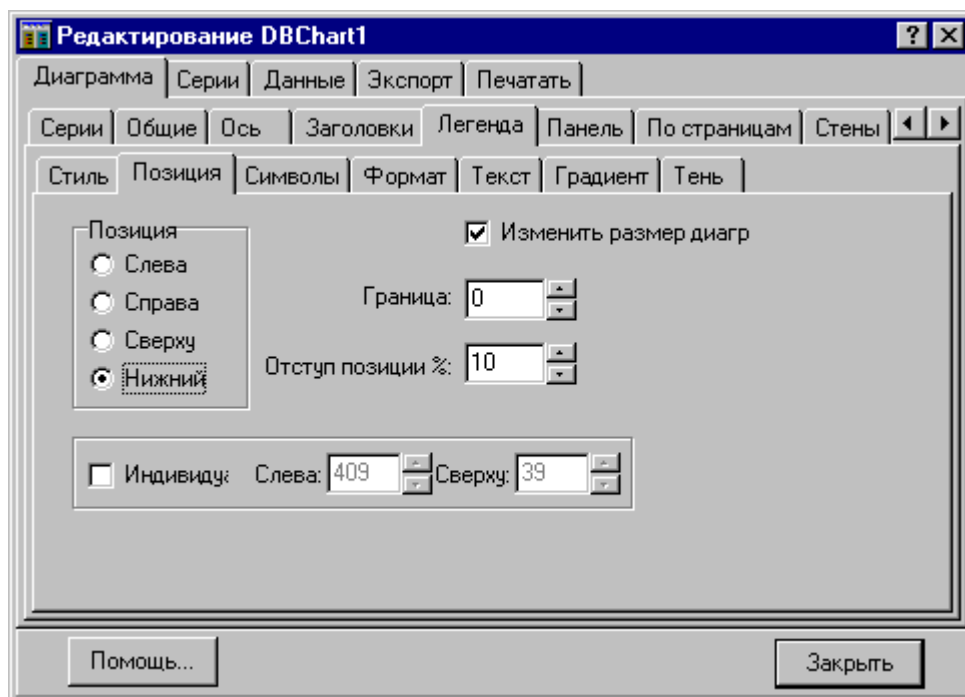 Редактирование DBChart1
Диаграмма Серии Данные Экспорт Печатать
Серии Общие Ось Заголовки Легенда Панель По страницам Стены
Стиль Позиция Символы Формат Текст Градиент Тень
Позиция
Изменить размер диагр
Слева
Справа
Граница: 0
Сверху
Отступ позиции %: 10
Нижний
Индивиду Слева: 409 Сверху: 39
Помощь... Закрыть